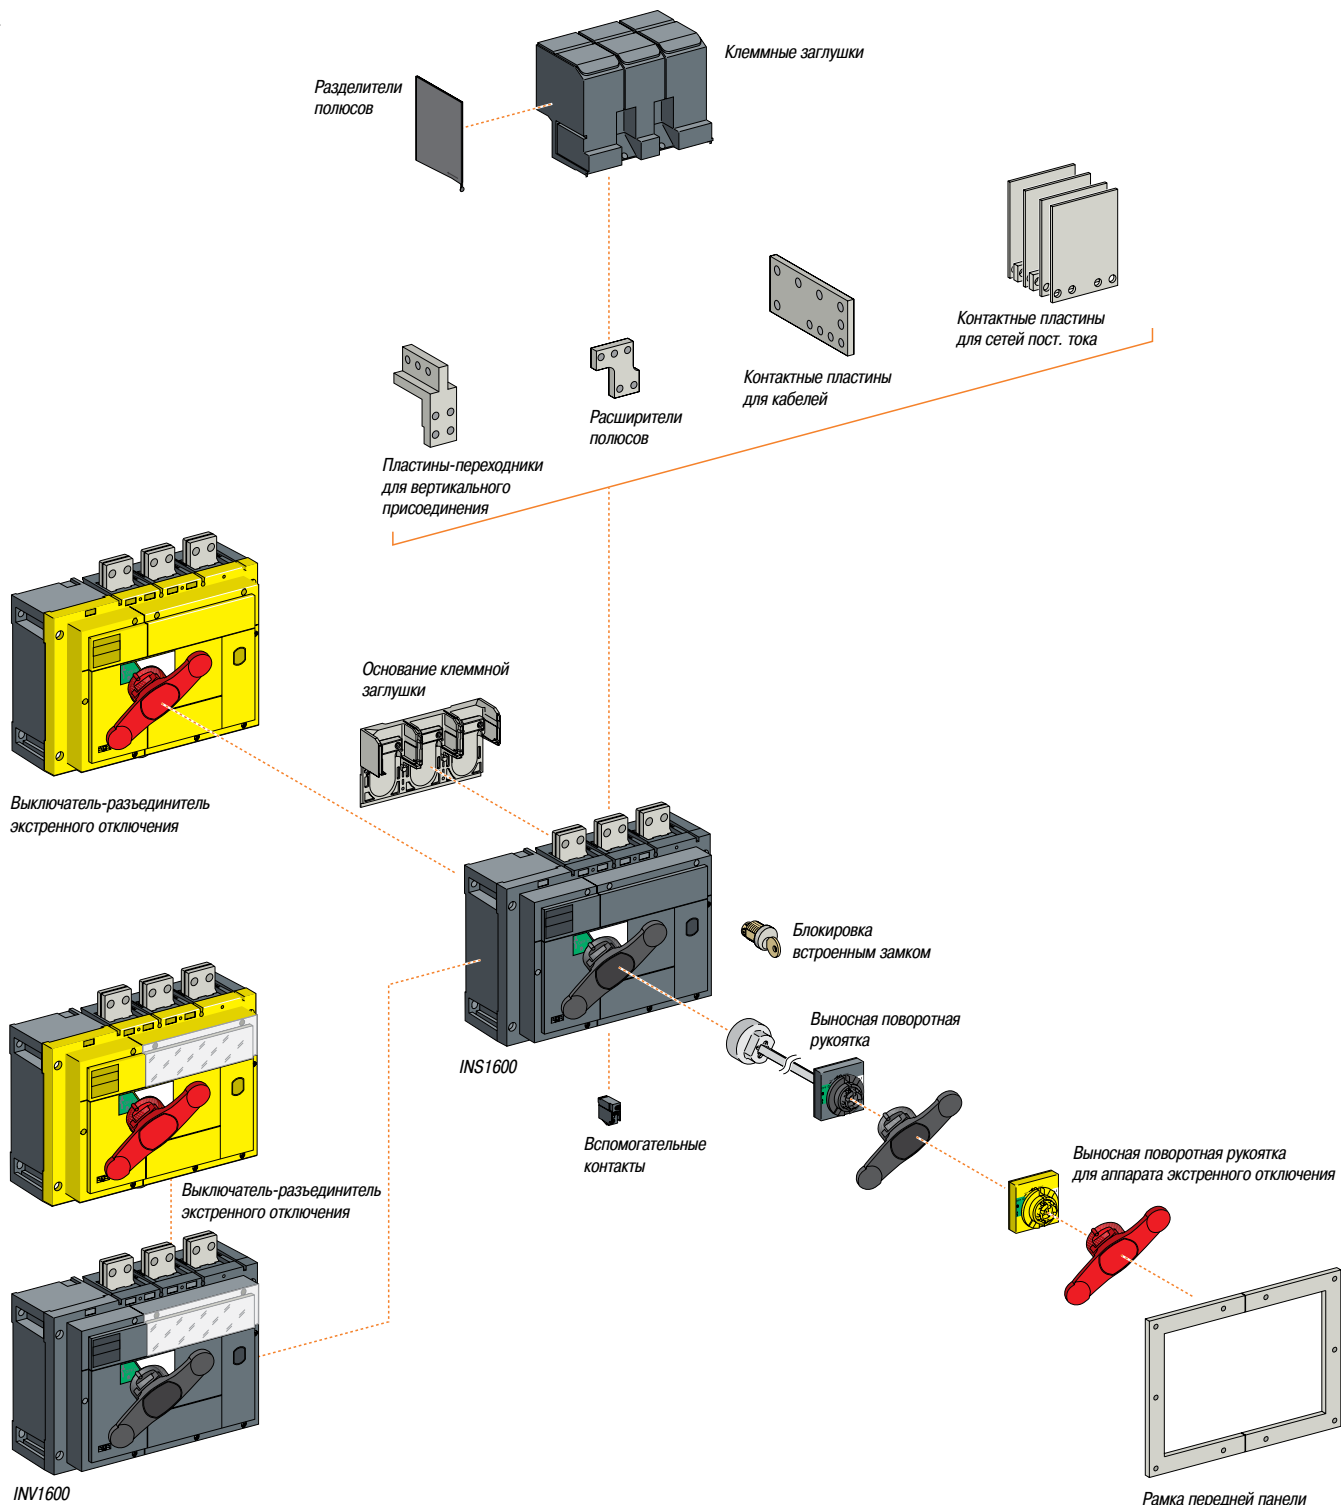 Клеммные заглушки
Разделители
полюсов
Контактные пластины
для сетей пост. тока
Контактные пластины
для кабелей
Расширители
полюсов
Пластины-переходники
для вертикального
присоединения
Основание клеммной
заглушки
Выключатель-разъединитель
экстренного отключения
Блокировка
встроенным замком
Выносная поворотная
рукоятка
INS1600
Вспомогательные
контакты
Выносная поворотная рукоятка
для аппарата экстренного отключения
Выключатель-разъединитель
экстренного отключения
INV1600
Рамка передней панели